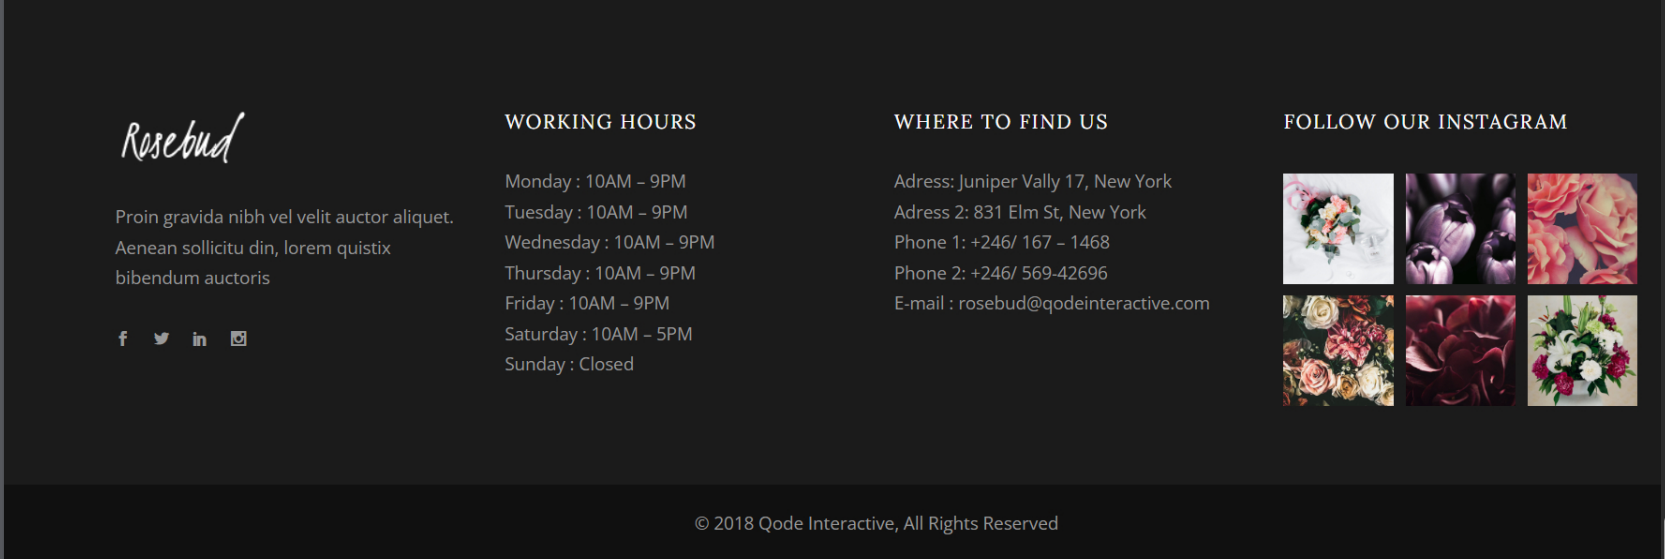 Rosebud
Proin gravida nibh vel velit auctor aliquet.
Aenean sollicitu din, lorem quistix
bibendum auctoris
WORKING HOURS
Monday : 10AM – 9PM
Tuesday : 10AM – 9PM
Wednesday : 10AM – 9PM
Thursday : 10AM – 9PM
Friday : 10AM – 9PM
Saturday : 10AM – 5PM
Sunday : Closed
WHERE TO FIND US
Adress: Juniper Vally 17, New York
Adress 2: 831 Elm St, New York
Phone 1: +246/ 167 – 1468
Phone 2: +246/ 569-42696
E-mail : rosebud@qodeinteractive.com
FOLLOW OUR INSTAGRAM
© 2018 Qode Interactive, All Rights Reserved